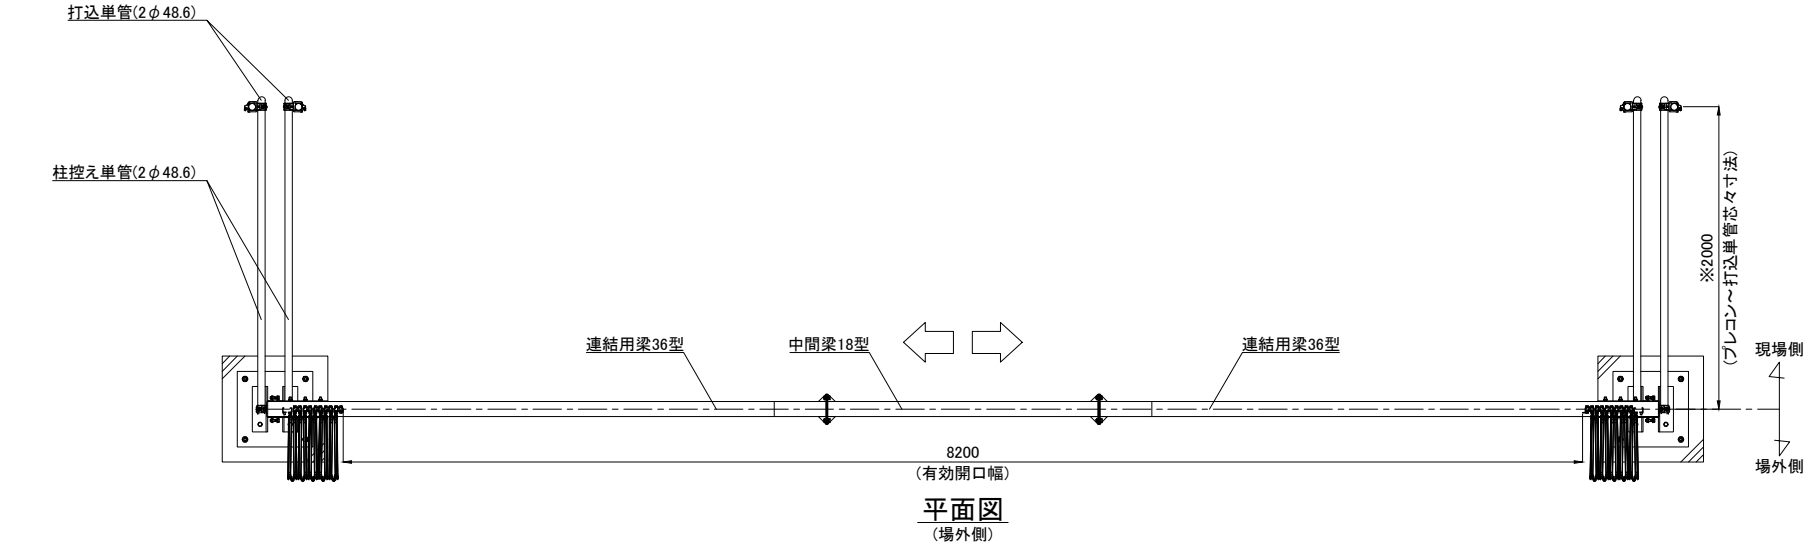 打込単管(2φ48.6)
柱控え単管(2φ48.6)
連結用梁36型
中間梁18型
連結用梁36型
※2000
(プレコン～打込単管芯々寸法)
現場側
場外側
8200
(有効開口幅)
平面図
(場外側)